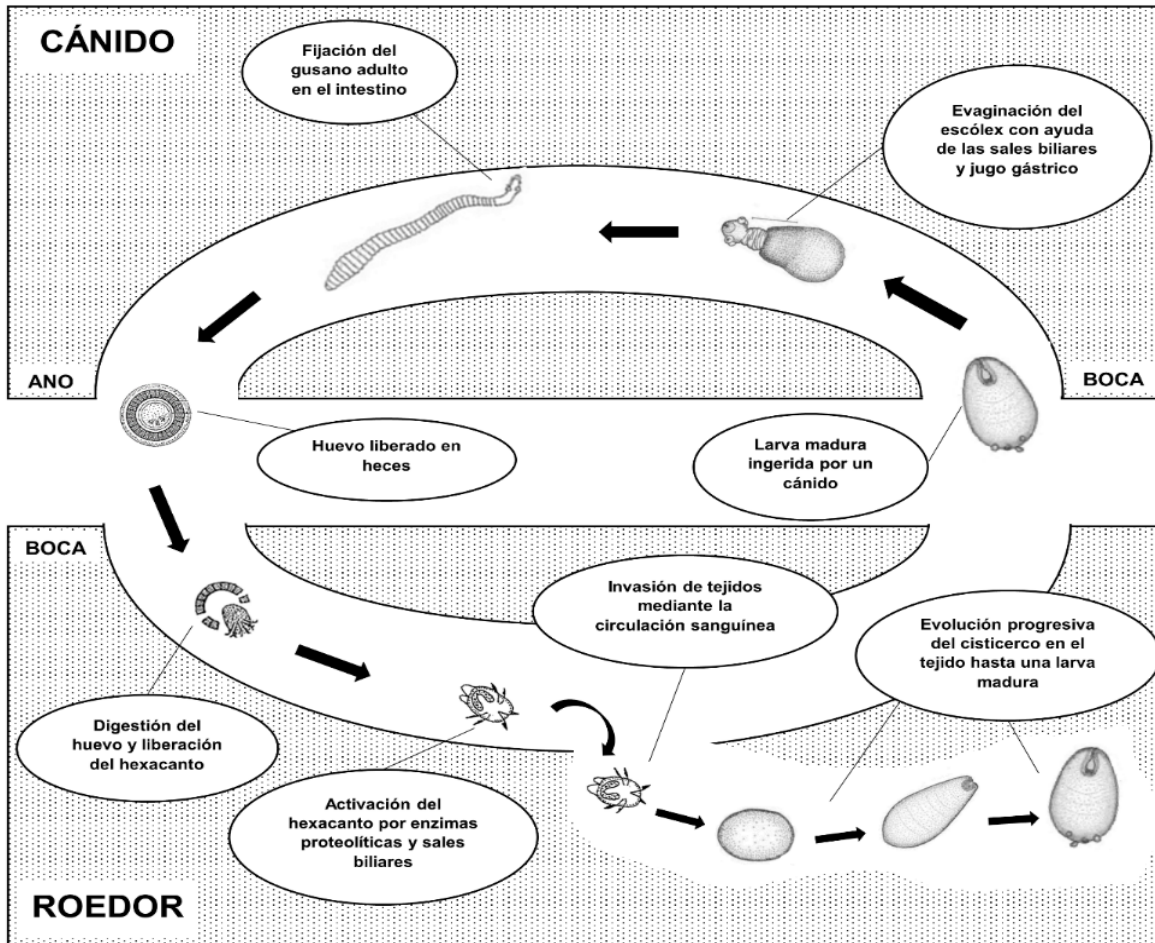 CÁNIDO
Fijación del
gusano adulto
en el intestino
Evaginación del
escólex con ayuda
de las sales biliares
y jugo gástrico
ANO
BOCA
Huevo liberado en
heces
Larva madura
ingerida por un
cánido
BOCA
Invasión de tejidos
mediante la
circulación sanguínea
Evolución progresiva
del cisticerco en el
tejido hasta una larva
madura
Digestión del
huevo y liberación
del hexacanto
Activación del
hexacanto por enzimas
proteolíticas y sales
biliares
ROEDOR